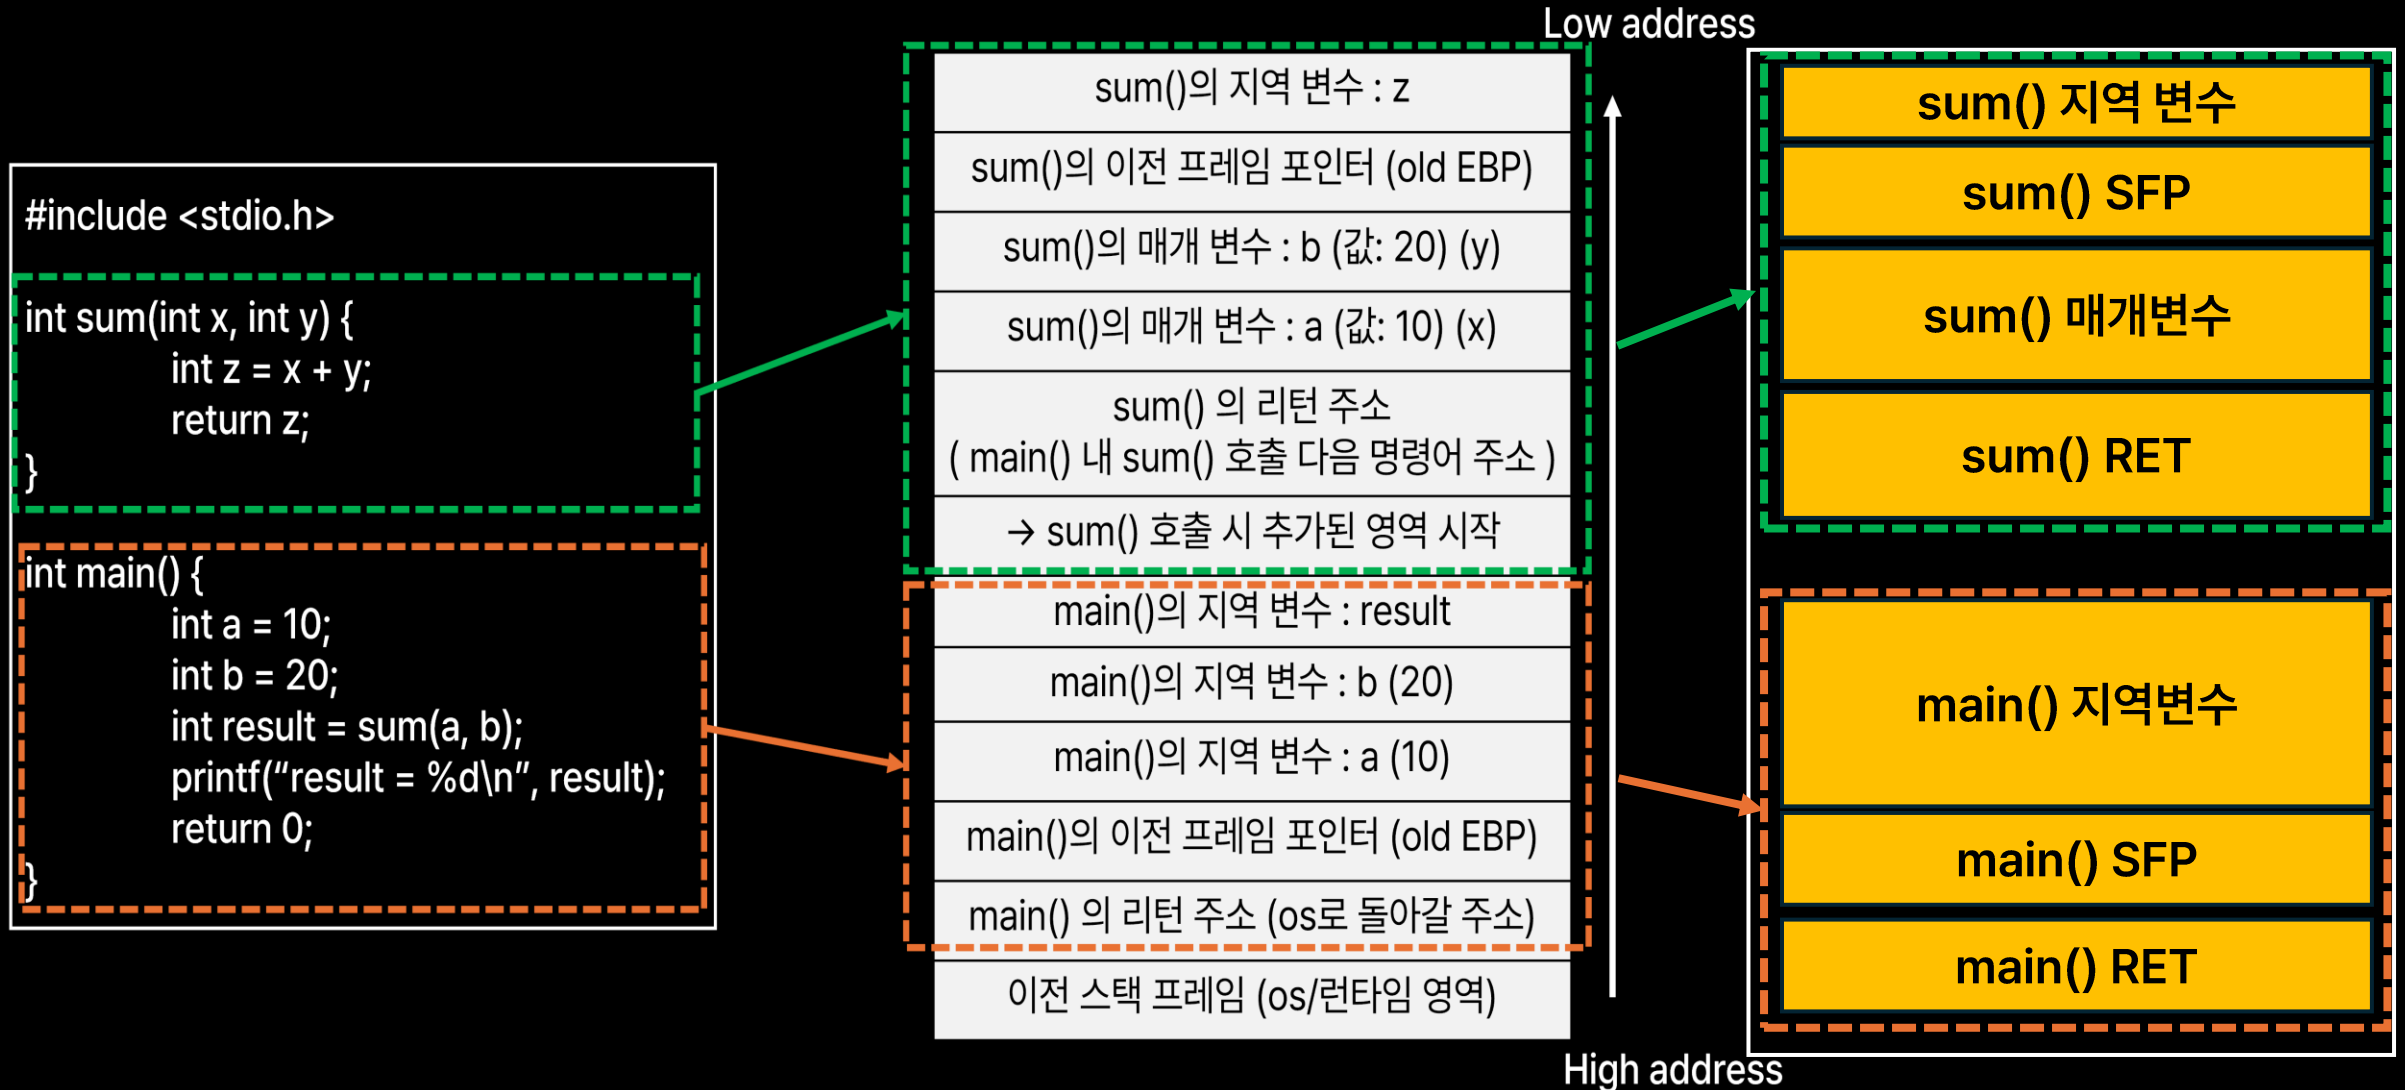 #include <stdio.h>
int sum(int x, int y) {
int z = x + y;
return z;
}
int main() {
int a = 10;
int b = 20;
int result = sum(a, b);
printf(“result = %d\n”, result);
return 0;
}
Low address
sum()의 지역 변수 : z
sum()의 이전 프레임 포인터 (old EBP)
sum()의 매개 변수 : b (값: 20) (y)
sum()의 매개 변수 : a (값: 10) (x)
sum() 의 리턴 주소
( main() 내 sum() 호출 다음 명령어 주소 )
→ sum() 호출 시 추가된 영역 시작
main()의 지역 변수 : result
main()의 지역 변수 : b (20)
main()의 지역 변수 : a (10)
main()의 이전 프레임 포인터 (old EBP)
main() 의 리턴 주소 (os로 돌아갈 주소)
이전 스택 프레임 (os/런타임 영역)
High address
sum() 지역 변수
sum() SFP
sum() 매개변수
sum() RET
main() 지역변수
main() SFP
main() RET